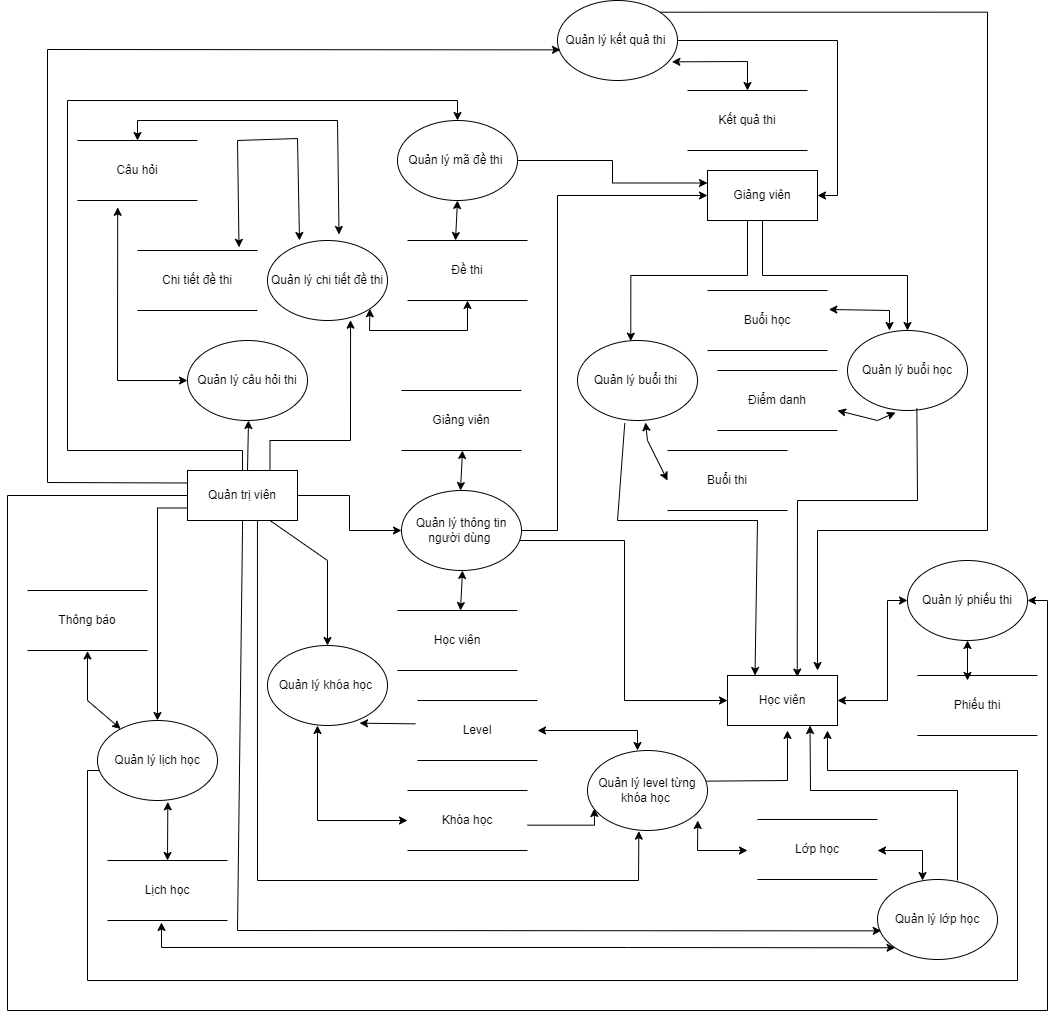 Quản lý kết quả thi
Kết quả thi
Quản lý mã đề thi
Câu hỏi
Giảng viên
Chi tiết đề thi
Quản lý chi tiết đề thi
Đề thi
Buổi học
Quản lý câu hỏi thi
Quản lý buổi thi
Quản lý buổi học
Giảng viên
Điểm danh
Buổi thi
Quản trị viên
Quản lý thông tin
người dùng
Thông báo
Học viên
Quản lý phiếu thi
Quản lý khóa học
Học viên
Phiếu thi
Level
Quản lý lịch học
Quản lý level từng
khóa học
Khóa học
Lớp học
Lịch học
Quản lý lớp học